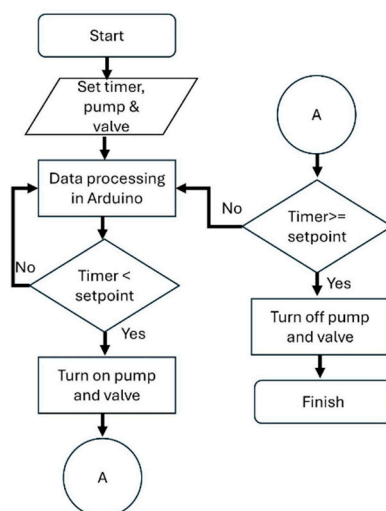 Start
Set timer,
pump &
valve
Data processing
in Arduino
No
Timer <
setpoint
Yes
Turn on pump
and valve
A
A
No
Timer>=
setpoint
Yes
Turn off pump
and valve
Finish